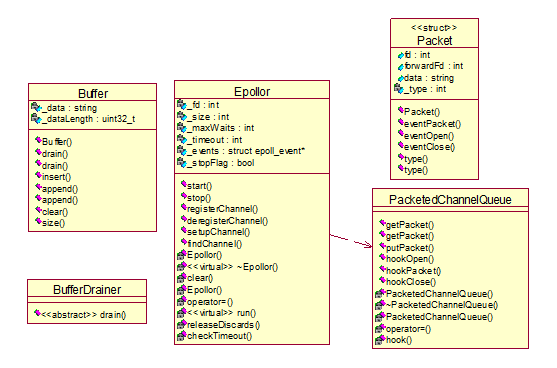 <<struct>>
Packet
fd : int
forwardFd : int
data : string
_type : int
Packet()
eventPacket()
eventOpen()
eventClose()
type()
type()
Buffer
_data : string
_dataLength : uint32_t
Buffer()
drain()
drain()
insert()
append()
append()
clear()
size()
Epollor
_fd : int
_size : int
_maxWaits : int
_timeout : int
_events : struct epoll_event*
_stopFlag : bool
start()
stop()
registerChannel()
deregisterChannel()
setupChannel()
findChannel()
Epollor()
<<virtual>> ~Epollor()
clear()
Epollor()
operator=()
<<virtual>> run()
releaseDiscards()
checkTimeout()
PacketedChannelQueue
getPacket()
getPacket()
putPacket()
hookOpen()
hookPacket()
hookClose()
PacketedChannelQueue()
~PacketedChannelQueue()
PacketedChannelQueue()
operator=()
hook()
BufferDrainer
<<abstract>> drain()